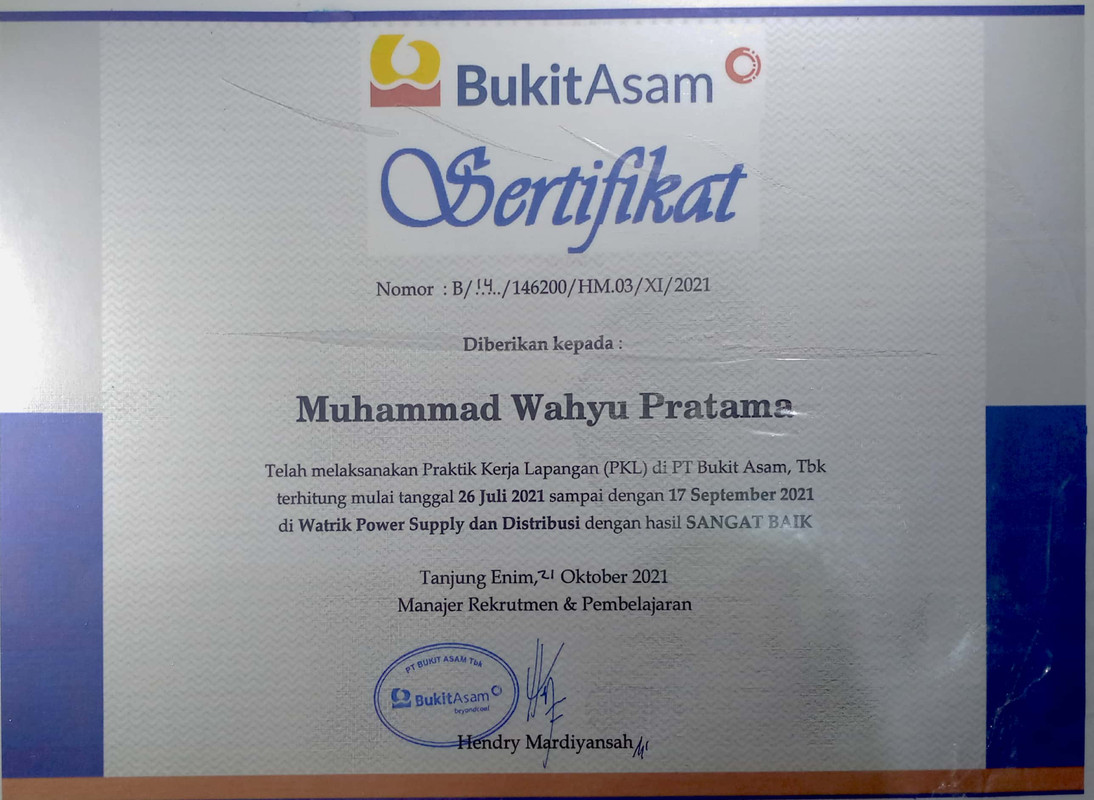 BukitAsam
Sertifikat
Nomor : B/14../146200/HM.03/XI/2021
Diberikan kepada :
Muhammad Wahyu Pratama
Telah melaksanakan Praktik Kerja Lapangan (PKL) di PT Bukit Asam, Tbk
terhitung mulai tanggal 26 Juli 2021 sampai dengan 17 September 2021
di Watrik Power Supply dan Distribusi dengan hasil SANGAT BAIK
Tanjung Enim, 21 Oktober 2021
Manajer Rekrutmen & Pembelajaran
PT BUKIT ASAM Tbk
BukitAsam
beyondcoal
Hendry Mardiyansah